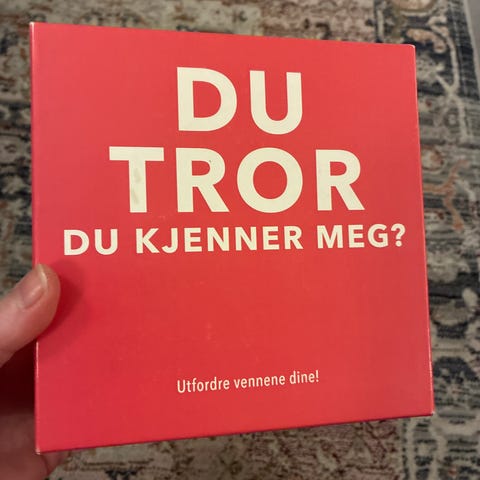 DU
TROR
DU KJENNER MEG?
Utfordre vennene dine!